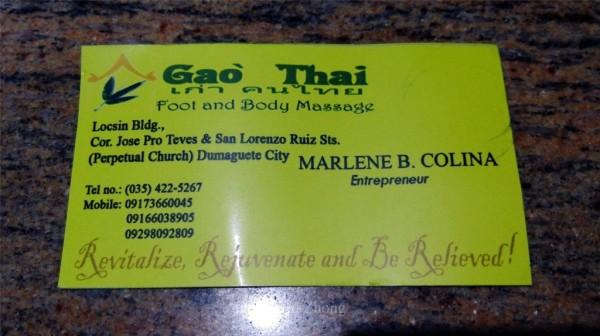 Gaò Thai
เก่า คนไทย
Foot and Body Massage
Locsin Bldg.,
Cor. Jose Pro Teves & San Lorenzo Ruiz Sts.
(Perpetual Church) Dumaguete City
MARLENE B. COLINA
Entrepreneur
Tel no.: (035) 422-5267
Mobile: 09173660045
09166038905
09298092809
Revitalize, Rejuvenate and Be Relieved!
Zhong